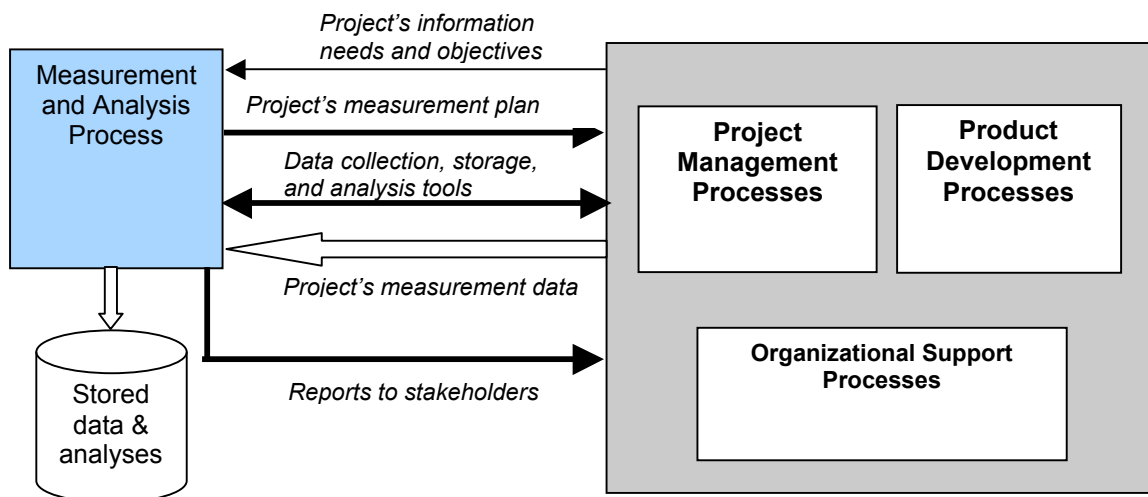 Project’s information
needs and objectives
Measurement
and Analysis
Process
Project’s measurement plan
Data collection, storage,
and analysis tools
Project’s measurement data
Reports to stakeholders
Stored
data &
analyses
Project
Management
Processes
Product
Development
Processes
Organizational Support
Processes